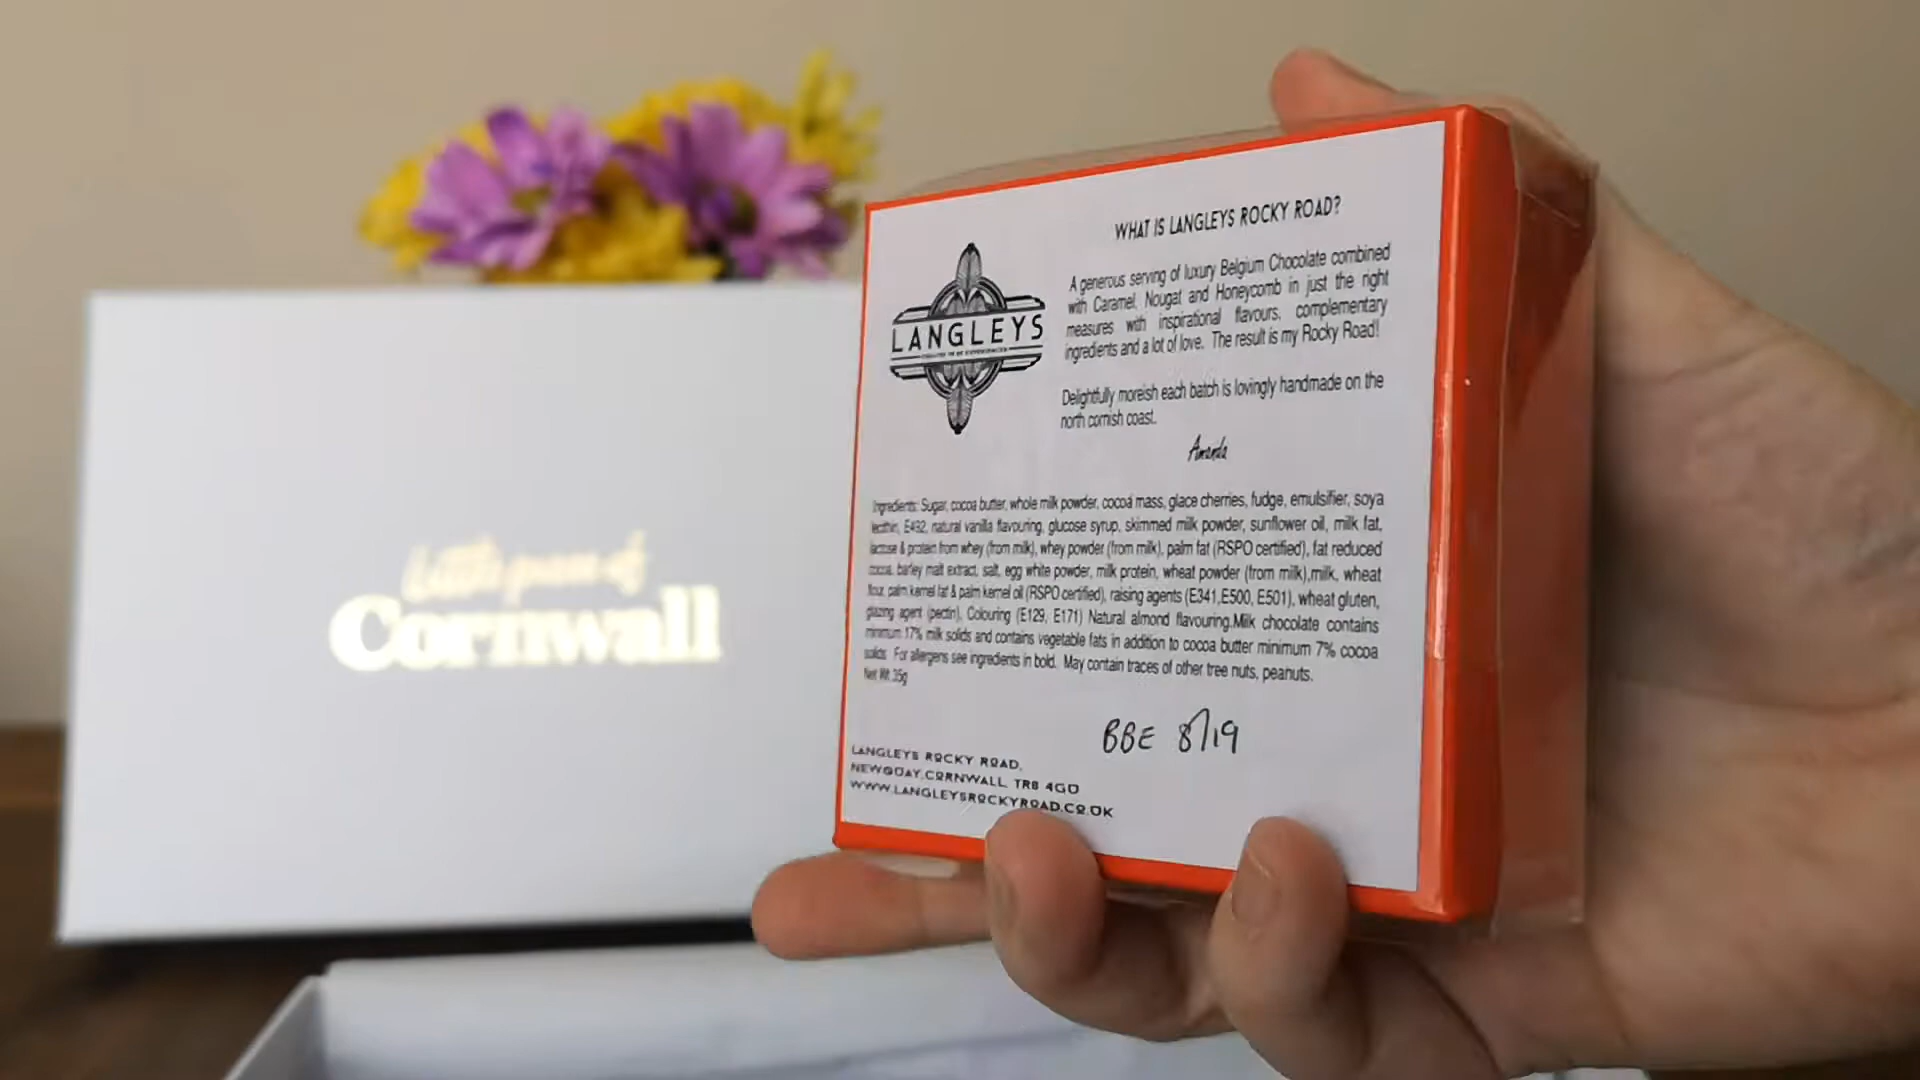 Little piece of
Cornwall
WHAT IS LANGLEYS ROCKY ROAD?
A generous serving of luxury Belgium Chocolate combined
with Caramel, Nougat and Honeycomb in just the right
measures with inspirational flavours, complementary
ingredients and a lot of love. The result is my Rocky Road!
LANGLEYS
Delightfully moreish each batch is lovingly handmade on the
north cornish coast.
Amanda
Ingredients: Sugar, cocoa butter, whole milk powder, cocoa mass, glace cherries, fudge, emulsifier, soya
lecithin, E492, natural vanilla flavouring, glucose syrup, skimmed milk powder, sunflower oil, milk fat,
lactose & protein from whey (from milk), whey powder (from milk), palm fat (RSPO certified), fat reduced
cocoa, barley malt extract, salt, egg white powder, milk protein, wheat powder (from milk),milk, wheat
flour, palm kernel fat & palm kernel oil (RSPO certified), raising agents (E341,E500, E501), wheat gluten,
glazing agent (pectin), Colouring (E129, E171) Natural almond flavouring.Milk chocolate contains
minimum 17% milk solids and contains vegetable fats in addition to cocoa butter minimum 7% cocoa
solids. For allergens see ingredients in bold. May contain traces of other tree nuts, peanuts.
Net Wt. 35g
BBE 8/19
LANGLEYS ROCKY ROAD,
NEWQUAY,CORNWALL, TR8 4GD
WWW.LANGLEYSROCKYROAD.CO.UK